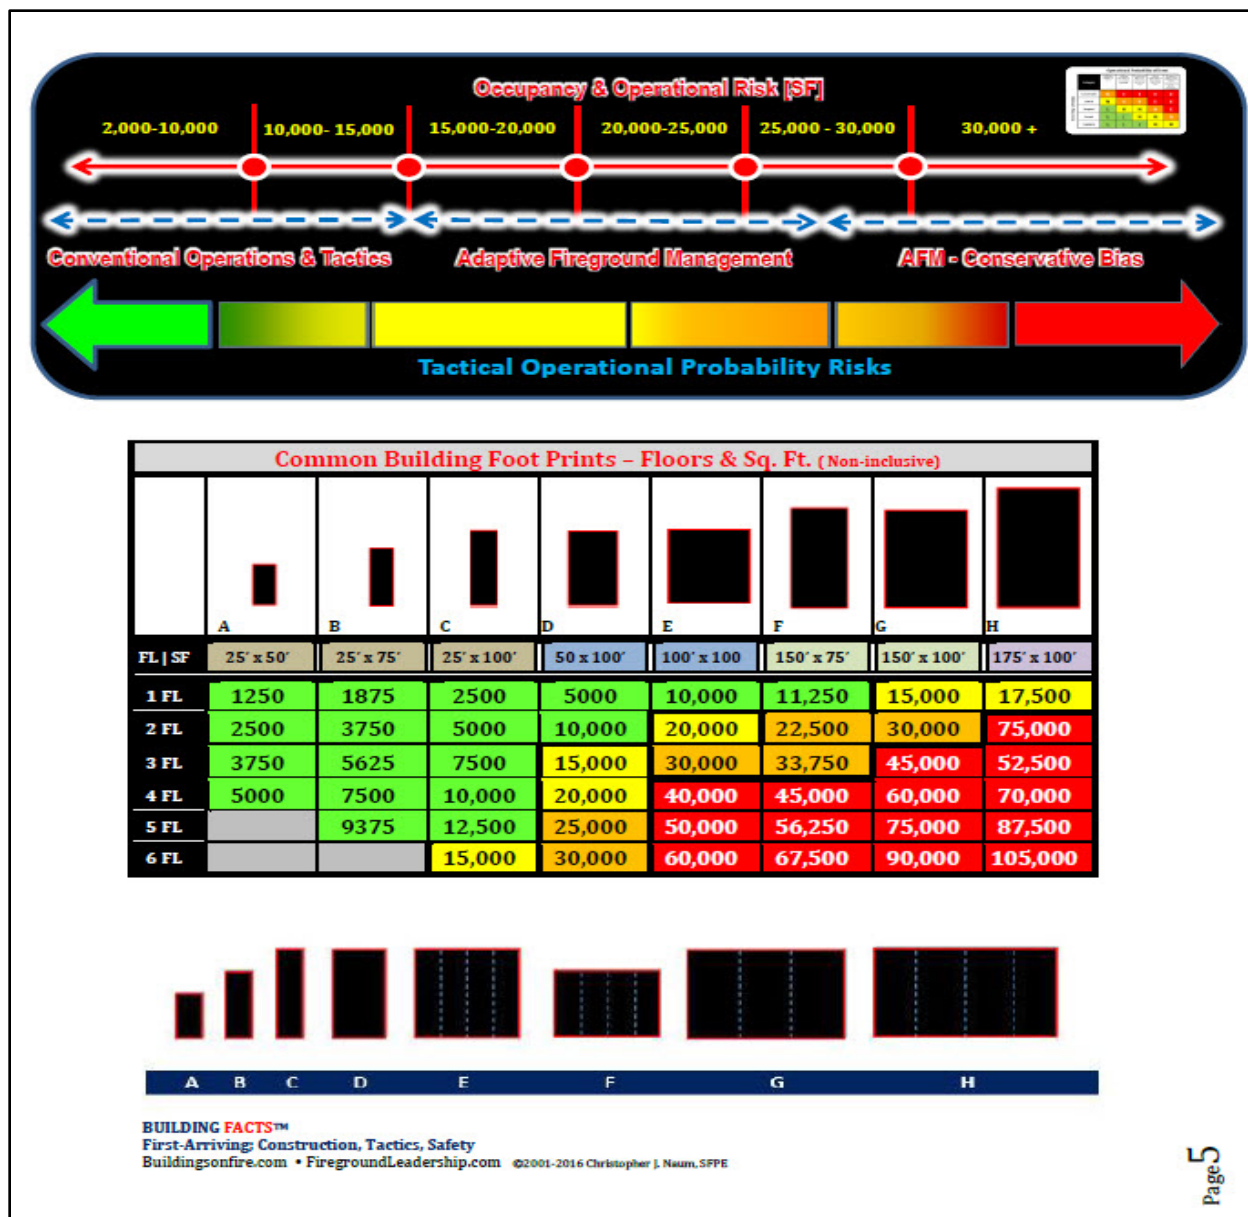 Occupancy & Operational Risk [SF]
2,000-10,000 10,000- 15,000 15,000-20,000 20,000-25,000 25,000 - 30,000 30,000 +
Conventional Operations & Tactics Adaptive Fireground Management AFM - Conservative Bias
Tactical Operational Probability Risks
Common Building Foot Prints – Floors & Sq. Ft. ( Non-inclusive)
A B C D E F G H
FL | SF 25′ x 50′ 25′ x 75′ 25′ x 100′ 50 x 100′ 100′ x 100 150′ x 75′ 150′ x 100′ 175′ x 100′
1 FL 1250 1875 2500 5000 10,000 11,250 15,000 17,500
2 FL 2500 3750 5000 10,000 20,000 22,500 30,000 75,000
3 FL 3750 5625 7500 15,000 30,000 33,750 45,000 52,500
4 FL 5000 7500 10,000 20,000 40,000 45,000 60,000 70,000
5 FL 9375 12,500 25,000 50,000 56,250 75,000 87,500
6 FL 15,000 30,000 60,000 67,500 90,000 105,000
A B C D E F G H
BUILDING FACTS™
First-Arriving; Construction, Tactics, Safety
Buildingsonfire.com • FiregroundLeadership.com ©2001-2016 Christopher J. Naum, SFPE
Page 5